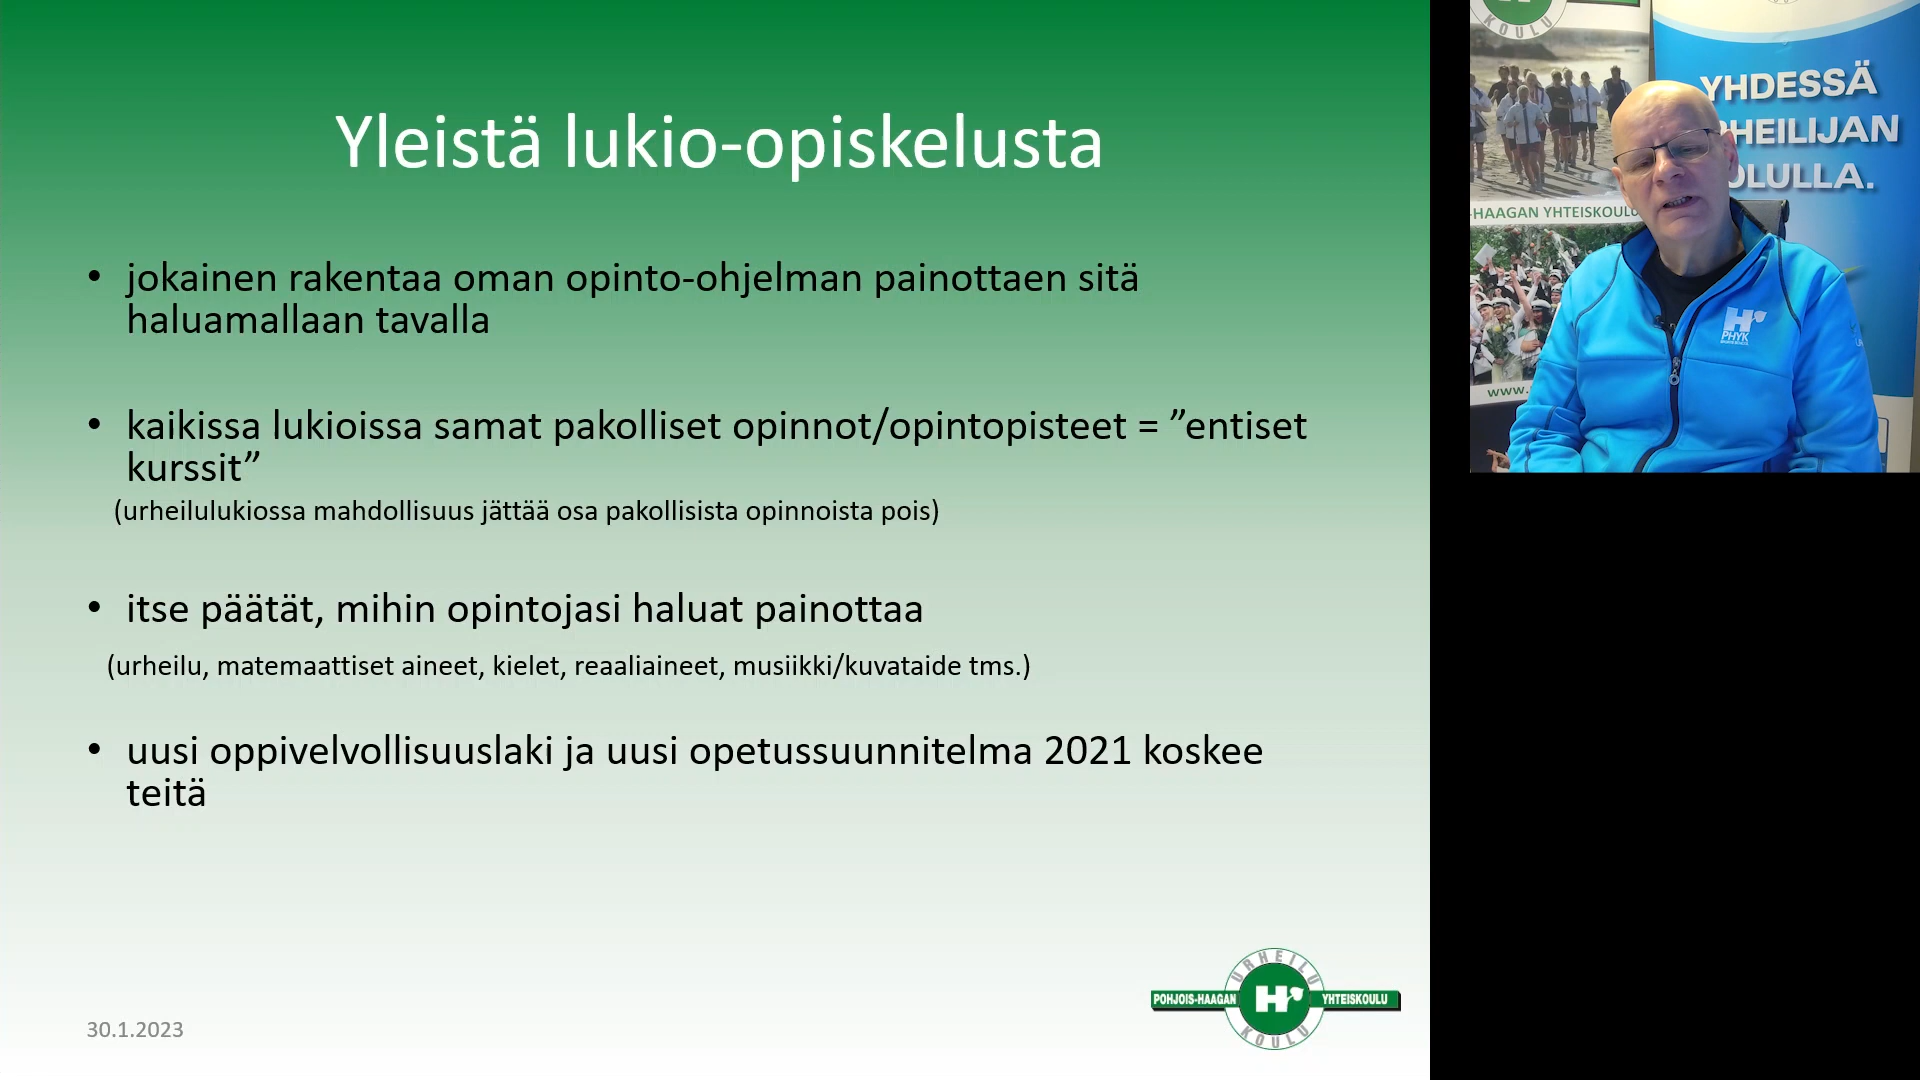 Yleistä lukio-opiskelusta
• jokainen rakentaa oman opinto-ohjelman painottaen sitä
haluamallaan tavalla
• kaikissa lukioissa samat pakolliset opinnot/opintopisteet = ”entiset
kurssit”
(urheilulukiossa mahdollisuus jättää osa pakollisista opinnoista pois)
• itse päätät, mihin opintojasi haluat painottaa
(urheilu, matemaattiset aineet, kielet, reaaliaineet, musiikki/kuvataide tms.)
• uusi oppivelvollisuuslaki ja uusi opetussuunnitelma 2021 koskee
teitä
30.1.2023
URHEILU
POHJOIS-HAAGAN H YHTEISKOULU
KOULU
KOULU
YHDESSÄ
-HAAGAN YHTEISKOULU
www.
H
PHYK